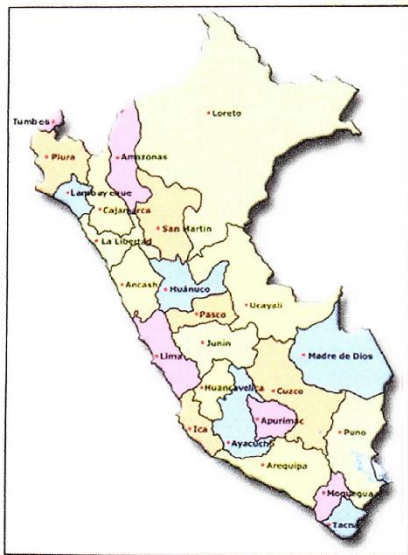 Loreto
Tumbes
Piura
Amazonas
Lambayeque
Cajamarca
San Martin
La Libertad
Ancash
Huánuco
Ucayali
Pasco
Junin
Lima
Madre de Dios
Huancavelica
Cuzco
Apurimac
Ica
Ayacucho
Puno
Arequipa
Moquegua
Tacna